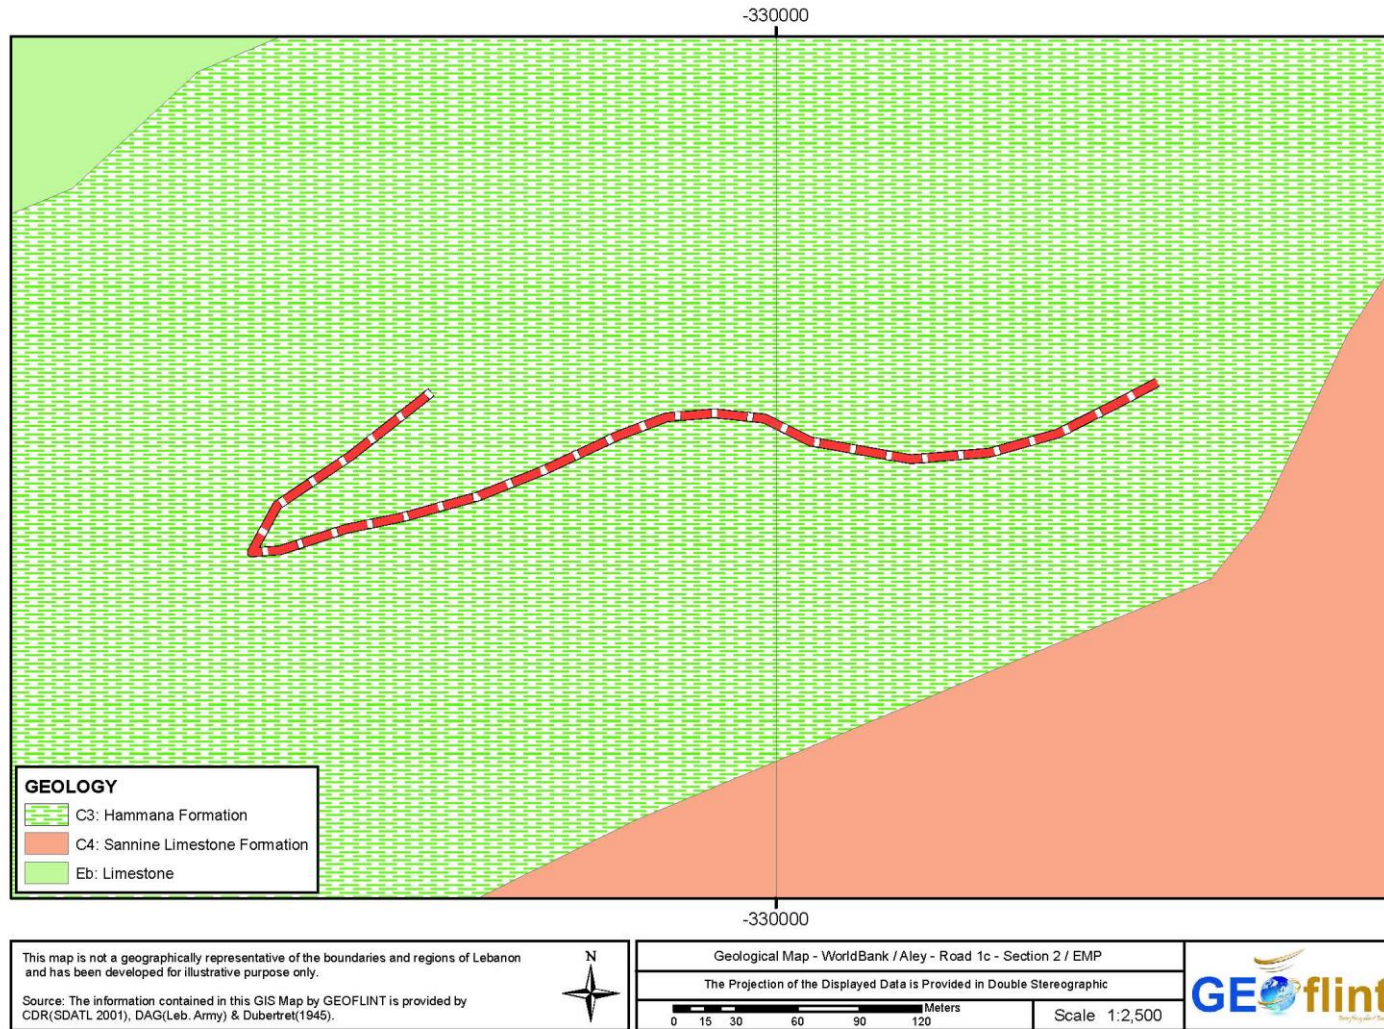 -330000
GEOLOGY
C3: Hammana Formation
C4: Sannine Limestone Formation
Eb: Limestone
-330000
This map is not a geographically representative of the boundaries and regions of Lebanon
and has been developed for illustrative purpose only.
Source: The information contained in this GIS Map by GEOFLINT is provided by
CDR(SDATL 2001), DAG(Leb. Army) & Dubertret(1945).
N
Geological Map - WorldBank / Aley - Road 1c - Section 2 / EMP
The Projection of the Displayed Data is Provided in Double Stereographic
Meters
0 15 30 60 90 120
Scale 1:2,500
GEOflint